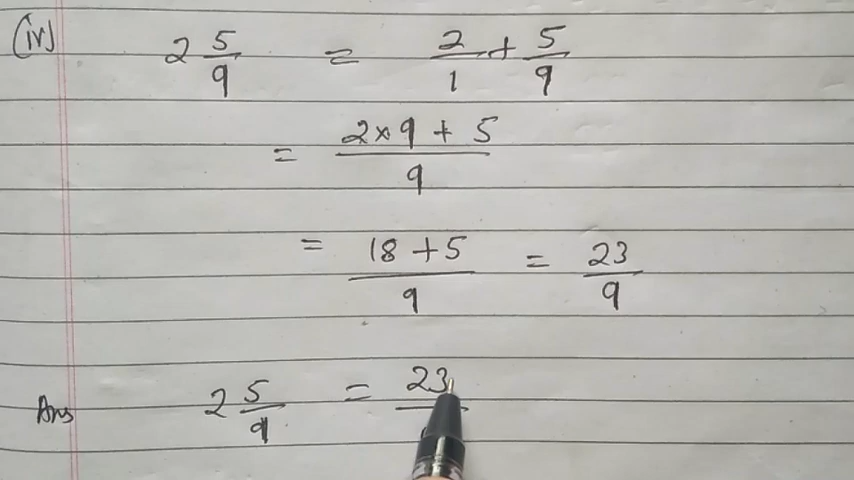 (iv) 2 5/9 = 2/1 + 5/9
= 2×9 + 5/9
= 18 + 5/9 = 23/9
Ans 2 5/9 = 23/